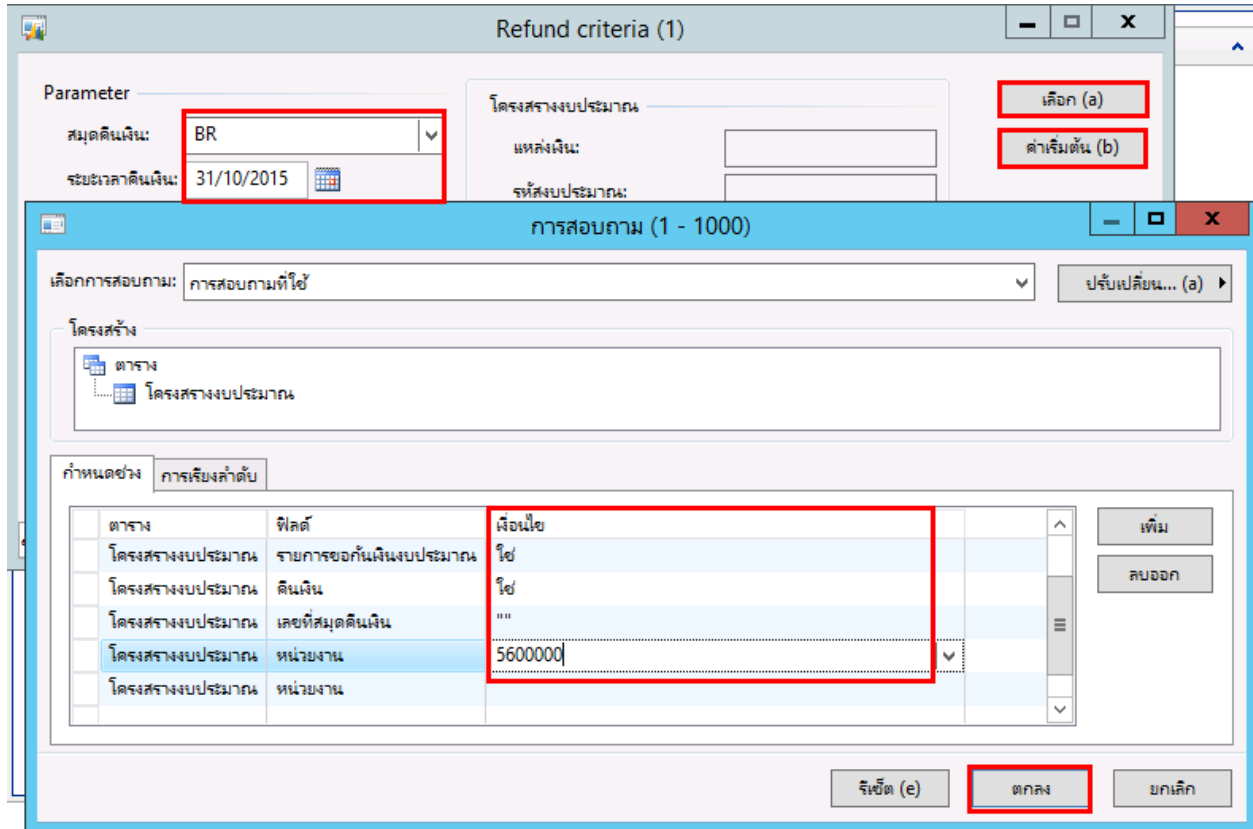 Refund criteria (1)
Parameter
สมุดคืนเงิน: BR
ระยะเวลาคืนเงิน: 31/10/2015
โครงสรางงบประมาณ
แหล่งเงิน:
รหัสงบประมาณ:
เลือก (a)
ค่าเริ่มต้น (b)
การสอบถาม (1 - 1000)
เลือกการสอบถาม: การสอบถามที่ใช้
ปรับเปลี่ยน... (a)
โครงสร้าง
ตาราง
โครงสรางงบประมาณ
กำหนดช่วง การเรียงลำดับ
ตาราง ฟิลด์ เงื่อนไข
โครงสรางงบประมาณ รายการขอกันเงินงบประมาณ ใช่
โครงสรางงบประมาณ คืนเงิน ใช่
โครงสรางงบประมาณ เลขที่สมุดคืนเงิน ""
โครงสรางงบประมาณ หน่วยงาน 5600000
โครงสรางงบประมาณ หน่วยงาน
เพิ่ม
ลบออก
รีเซ็ต (e) ตกลง ยกเลิก